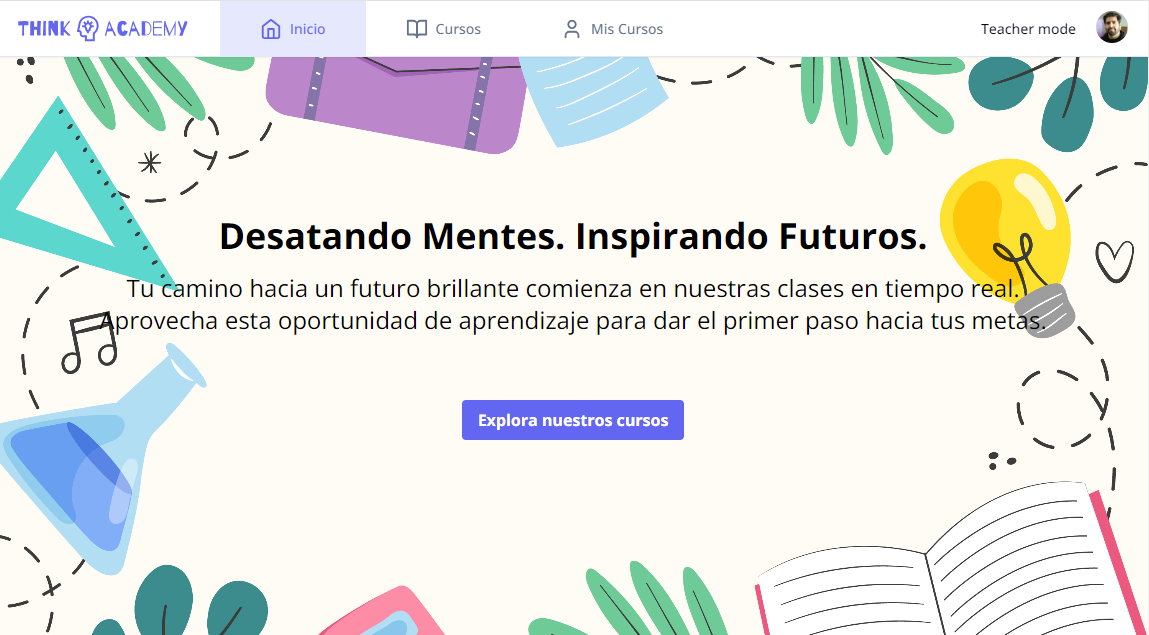 THINK ACADEMY
Inicio
Cursos
Mis Cursos
Teacher mode
Desatando Mentes. Inspirando Futuros.
Tu camino hacia un futuro brillante comienza en nuestras clases en tiempo real.
Aprovecha esta oportunidad de aprendizaje para dar el primer paso hacia tus metas.
Explora nuestros cursos